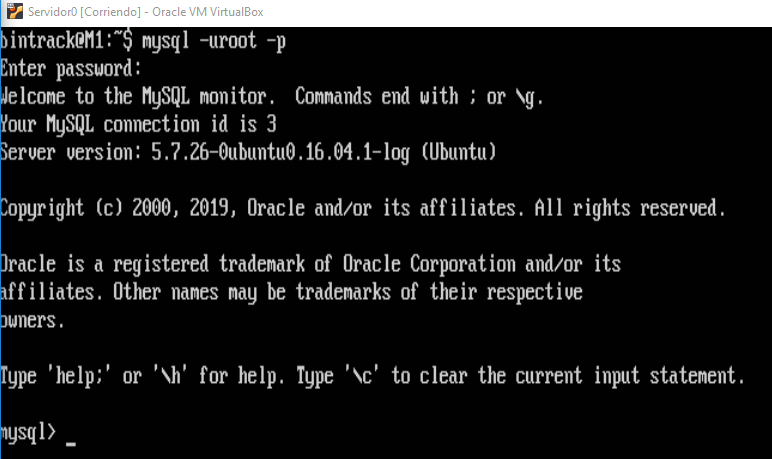 Servidor0 [Corriendo] - Oracle VM VirtualBox
bintrack@M1:~$ mysql -uroot -p
Enter password:
Welcome to the MySQL monitor.  Commands end with ; or \g.
Your MySQL connection id is 3
Server version: 5.7.26-0ubuntu0.16.04.1-log (Ubuntu)
Copyright (c) 2000, 2019, Oracle and/or its affiliates. All rights reserved.
Oracle is a registered trademark of Oracle Corporation and/or its
affiliates. Other names may be trademarks of their respective
owners.
Type 'help;' or '\h' for help. Type '\c' to clear the current input statement.
mysql> _